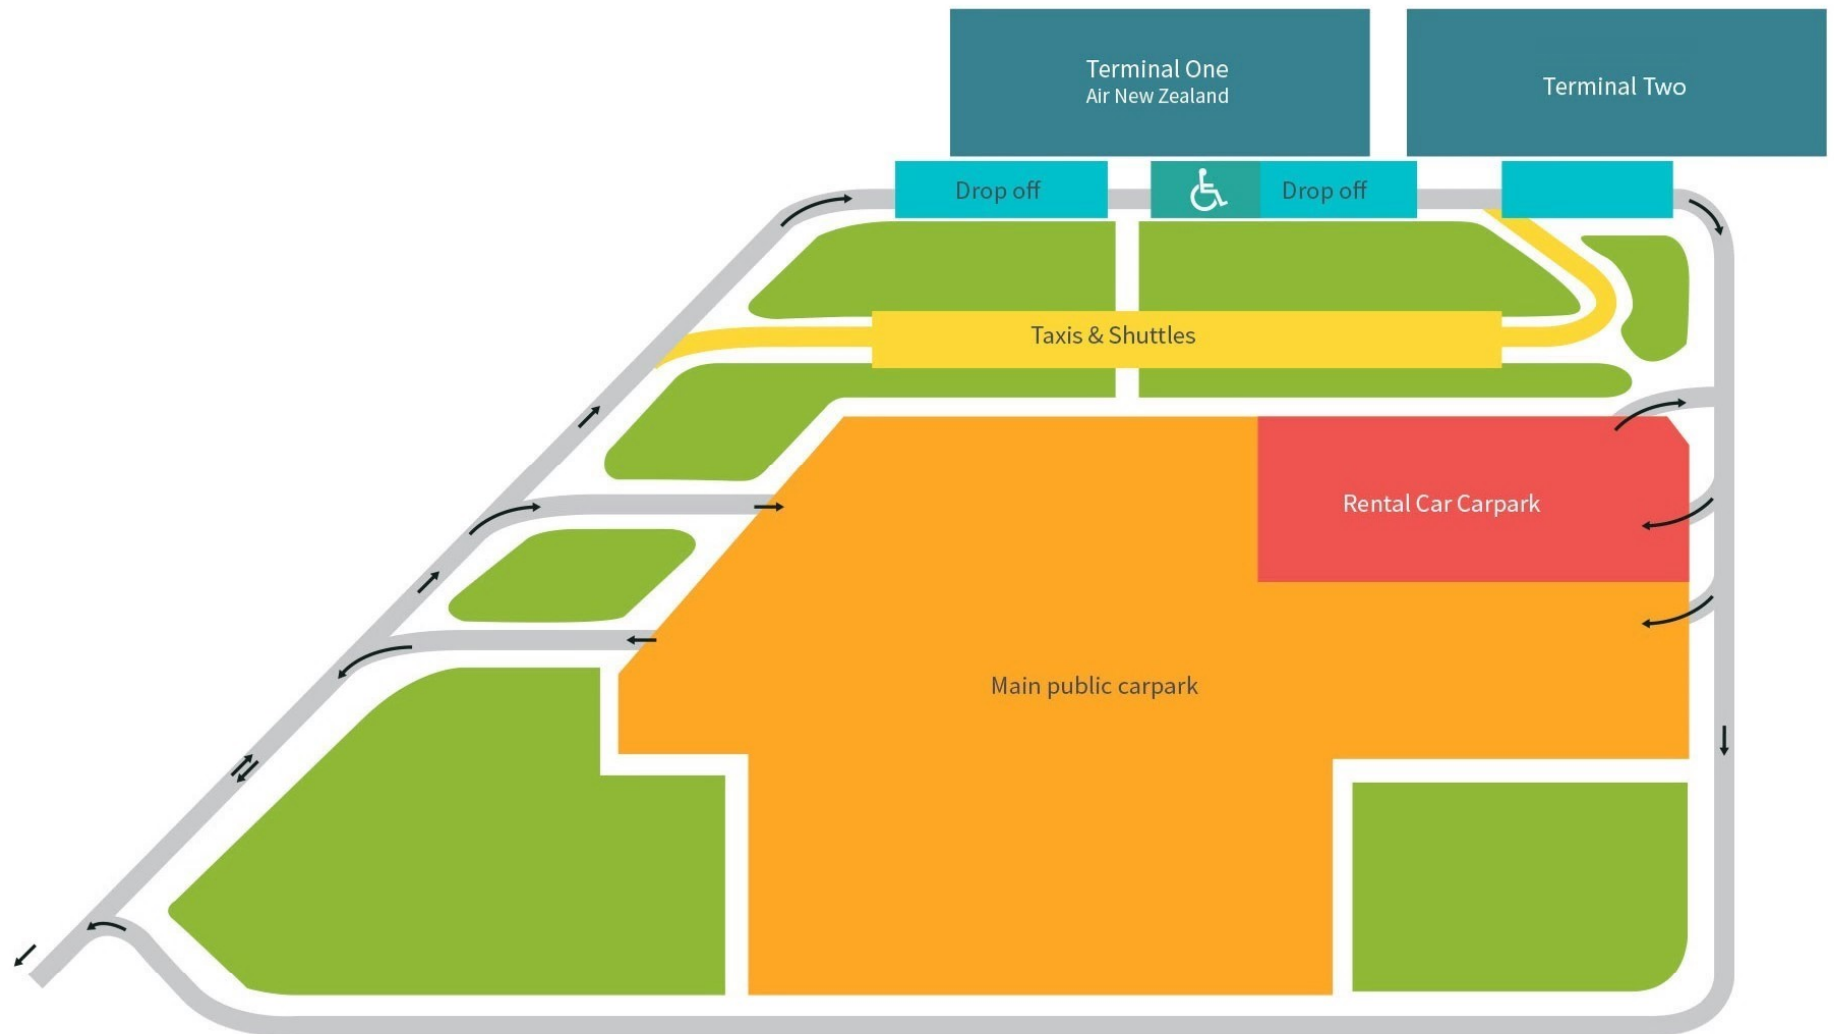 Terminal One
Air New Zealand
Terminal Two
Drop off
Drop off
Taxis & Shuttles
Rental Car Carpark
Main public carpark